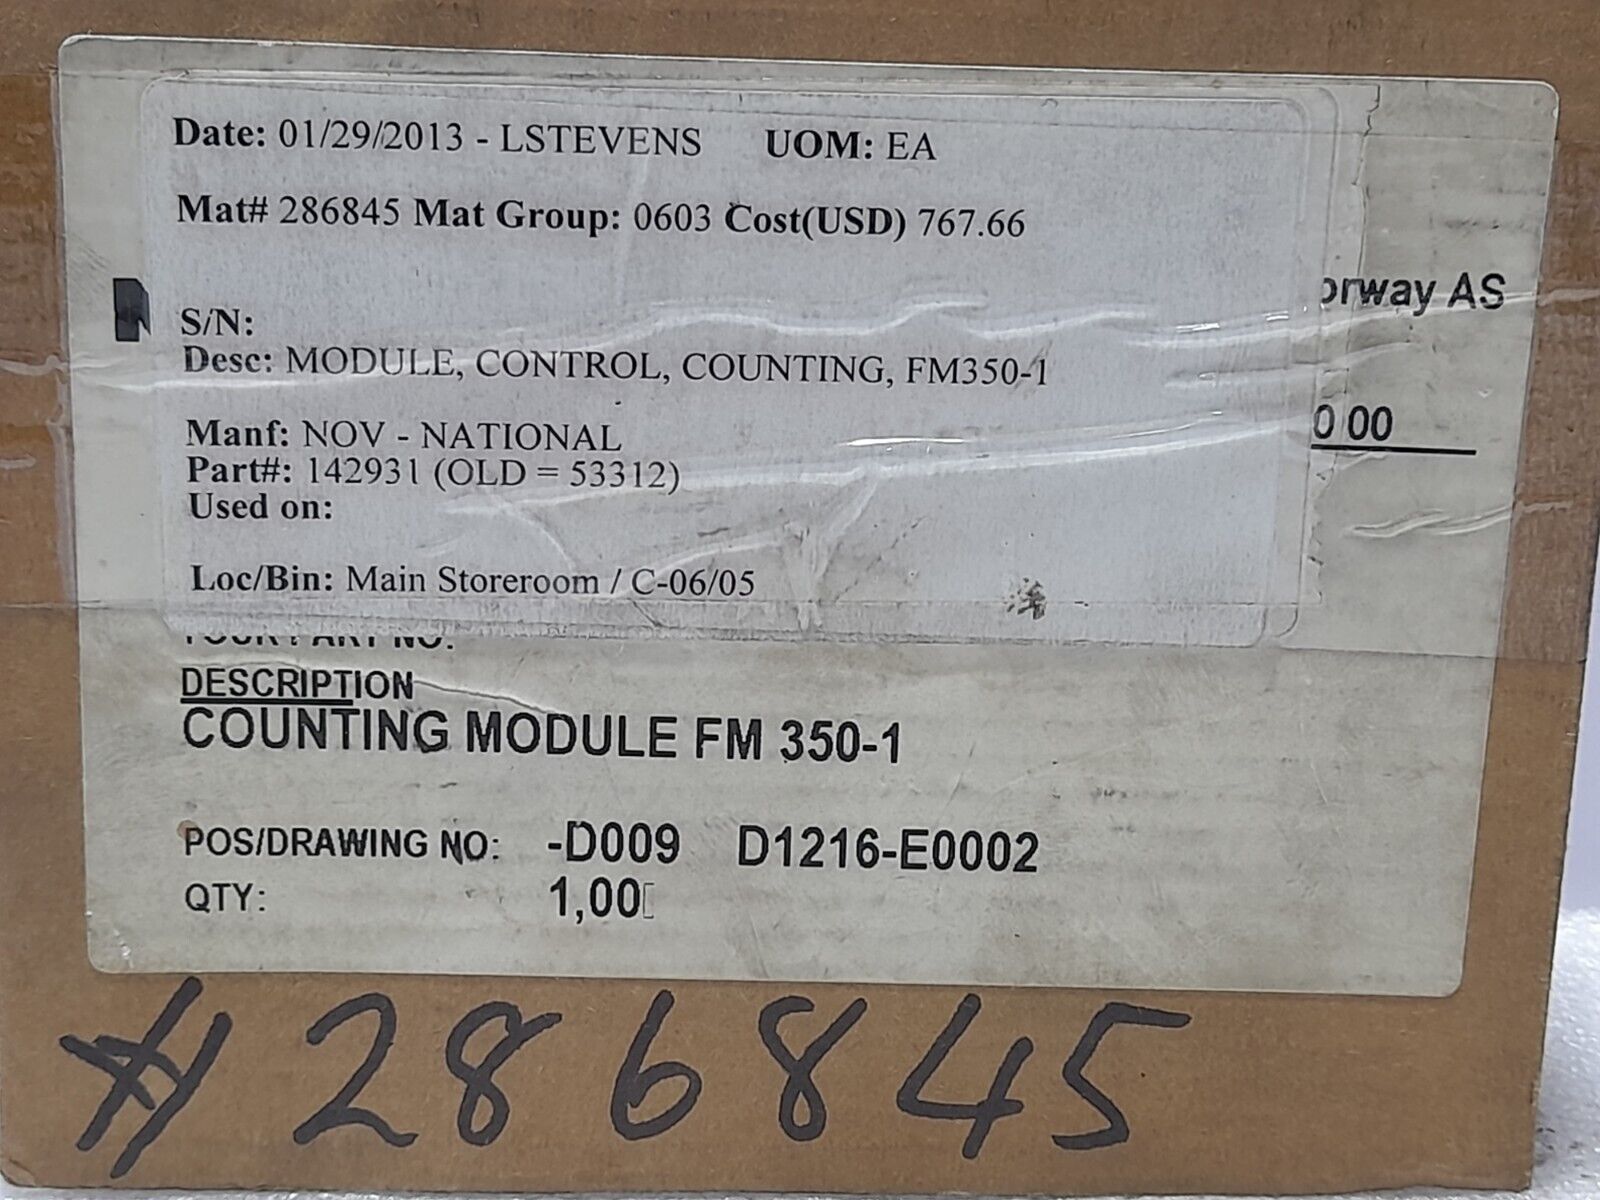 Date: 01/29/2013 - LSTEVENS UOM: EA
Mat# 286845 Mat Group: 0603 Cost(USD) 767.66
orway AS
S/N:
Desc: MODULE, CONTROL, COUNTING, FM350-1
0 00
Manf: NOV - NATIONAL
Part#: 142931 (OLD = 53312)
Used on:
Loc/Bin: Main Storeroom / C-06/05
YOUR PART NO:
DESCRIPTION
COUNTING MODULE FM 350-1
POS/DRAWING NO: -D009 D1216-E0002
QTY: 1,00
#286845